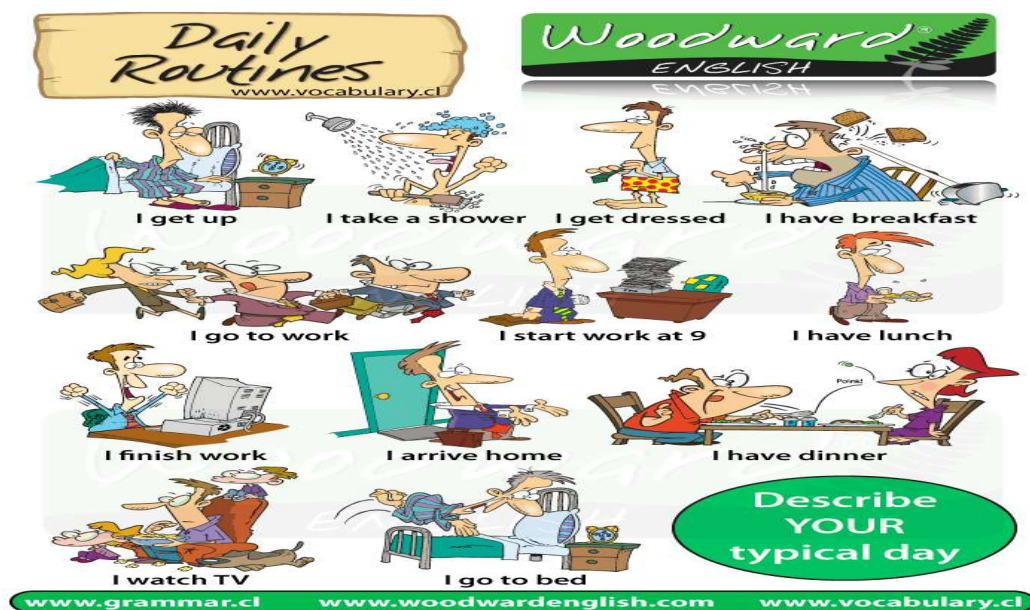 Daily
Routines
www.vocabulary.cl
Woodward®
ENGLISH
I get up
I take a shower
I get dressed
I have breakfast
I go to work
I start work at 9
I have lunch
I finish work
I arrive home
Poink!
I have dinner
I watch TV
I go to bed
Describe
YOUR
typical day
www.grammar.cl www.woodwardenglish.com www.vocabulary.cl